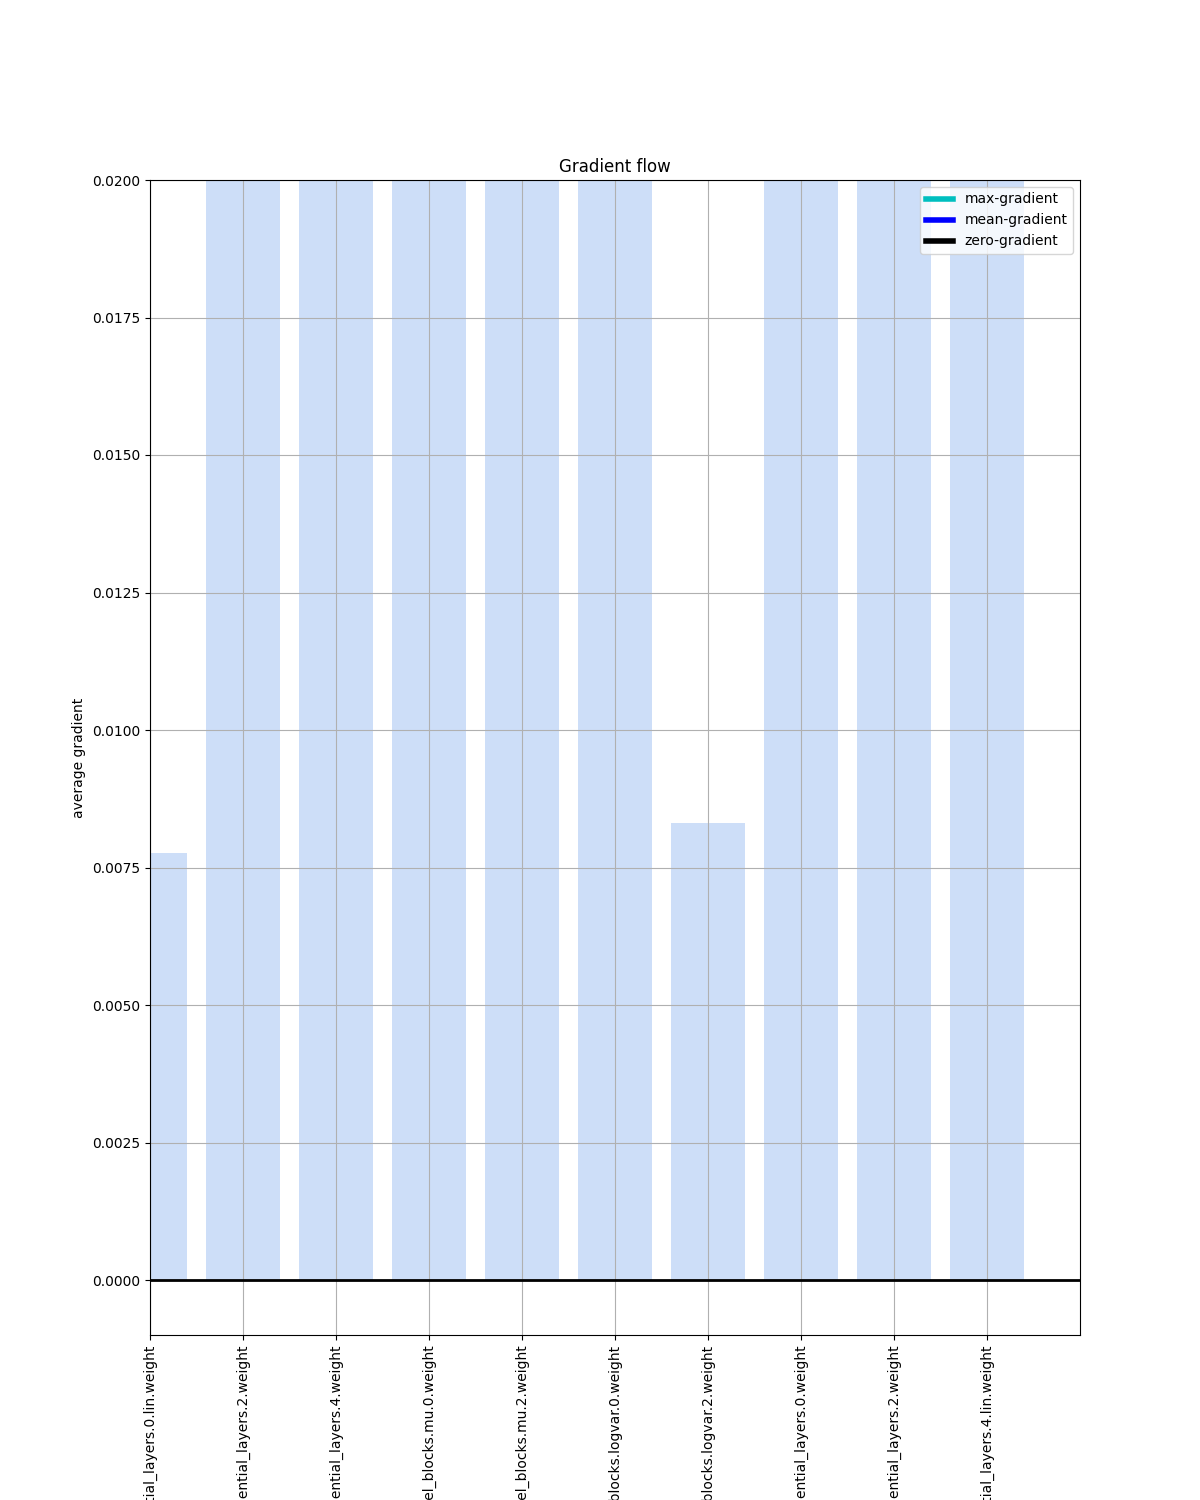 Gradient flow
max-gradient
mean-gradient
zero-gradient
average gradient
0.0200
0.0175
0.0150
0.0125
0.0100
0.0075
0.0050
0.0025
0.0000
tial_layers.0.lin.weight
ential_layers.2.weight
ential_layers.4.weight
el_blocks.mu.0.weight
el_blocks.mu.2.weight
blocks.logvar.0.weight
blocks.logvar.2.weight
ential_layers.0.weight
ential_layers.2.weight
tial_layers.4.lin.weight